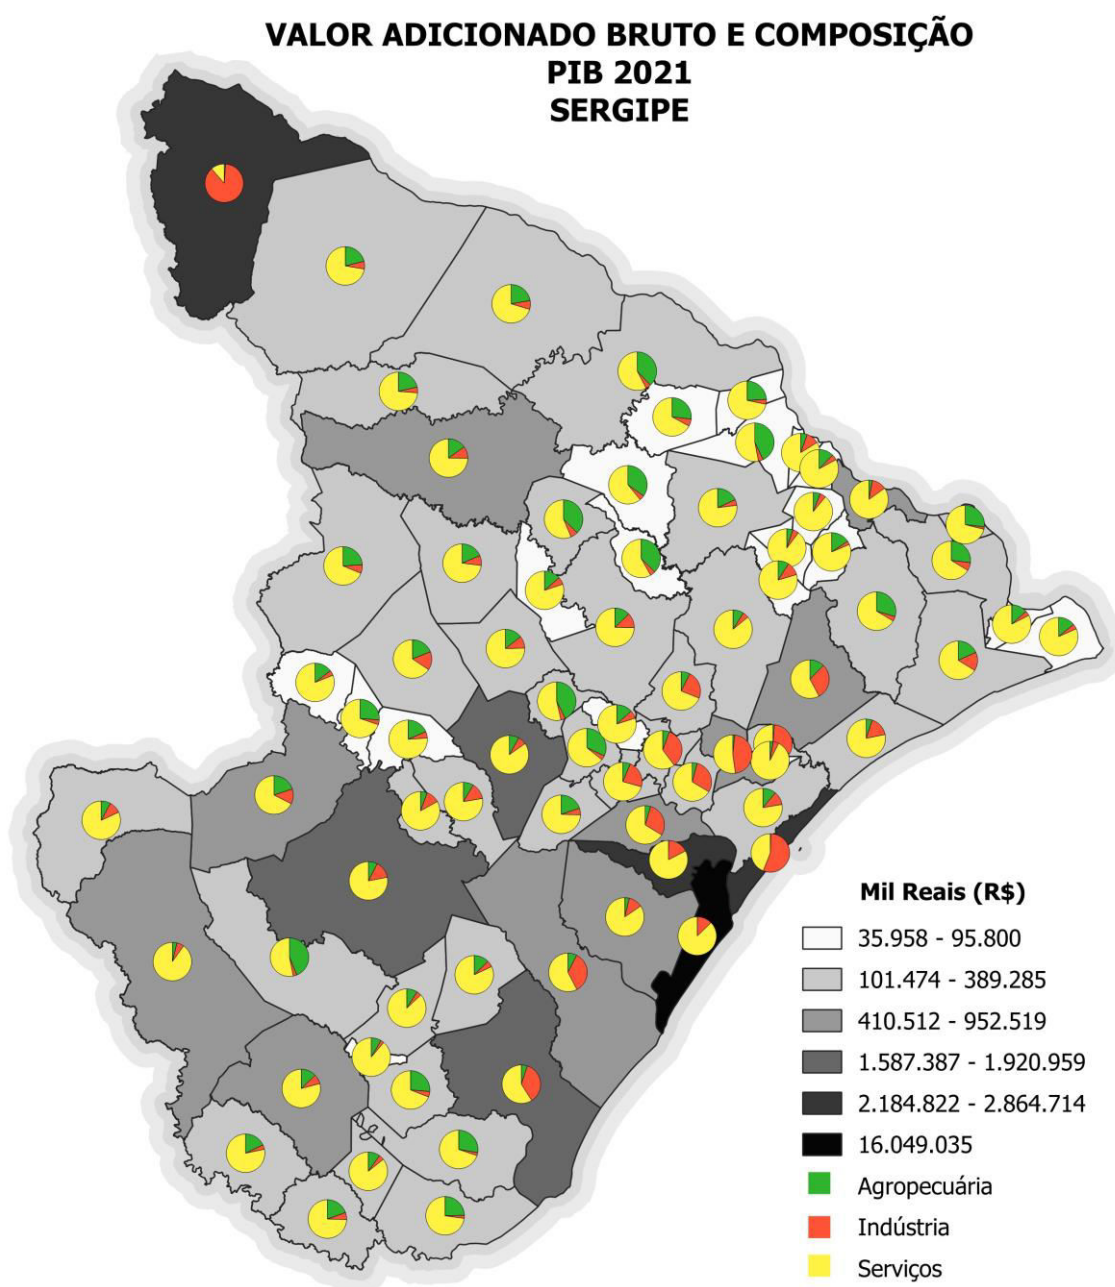 VALOR ADICIONADO BRUTO E COMPOSIÇÃO
PIB 2021
SERGIPE
Mil Reais (R$)
35.958 - 95.800
101.474 - 389.285
410.512 - 952.519
1.587.387 - 1.920.959
2.184.822 - 2.864.714
16.049.035
Agropecuária
Indústria
Serviços